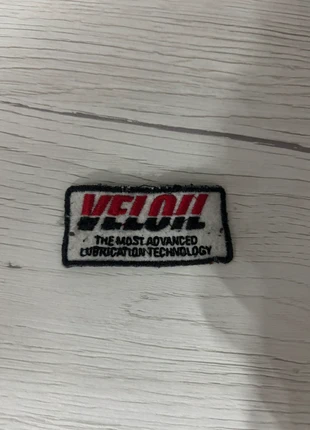 VELOIL
THE MOST ADVANCED
LUBRICATION TECHNOLOGY